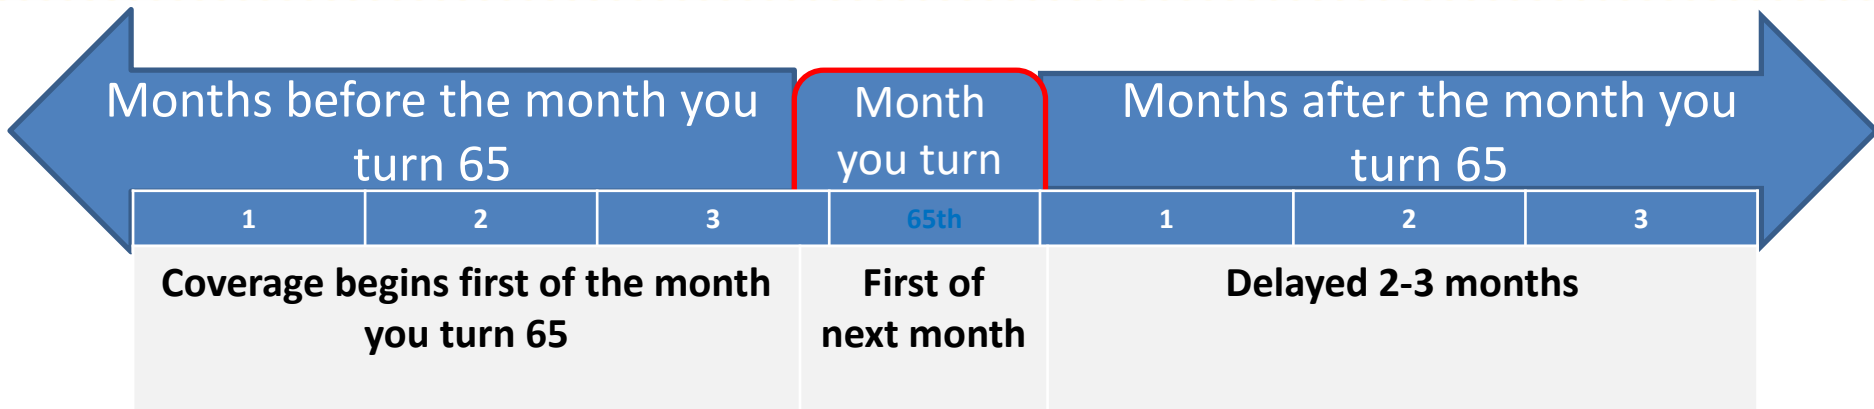 Months before the month you
turn 65
Month
you turn
Months after the month you
turn 65
1 2 3 65th 1 2 3
Coverage begins first of the month
you turn 65
First of
next month
Delayed 2-3 months